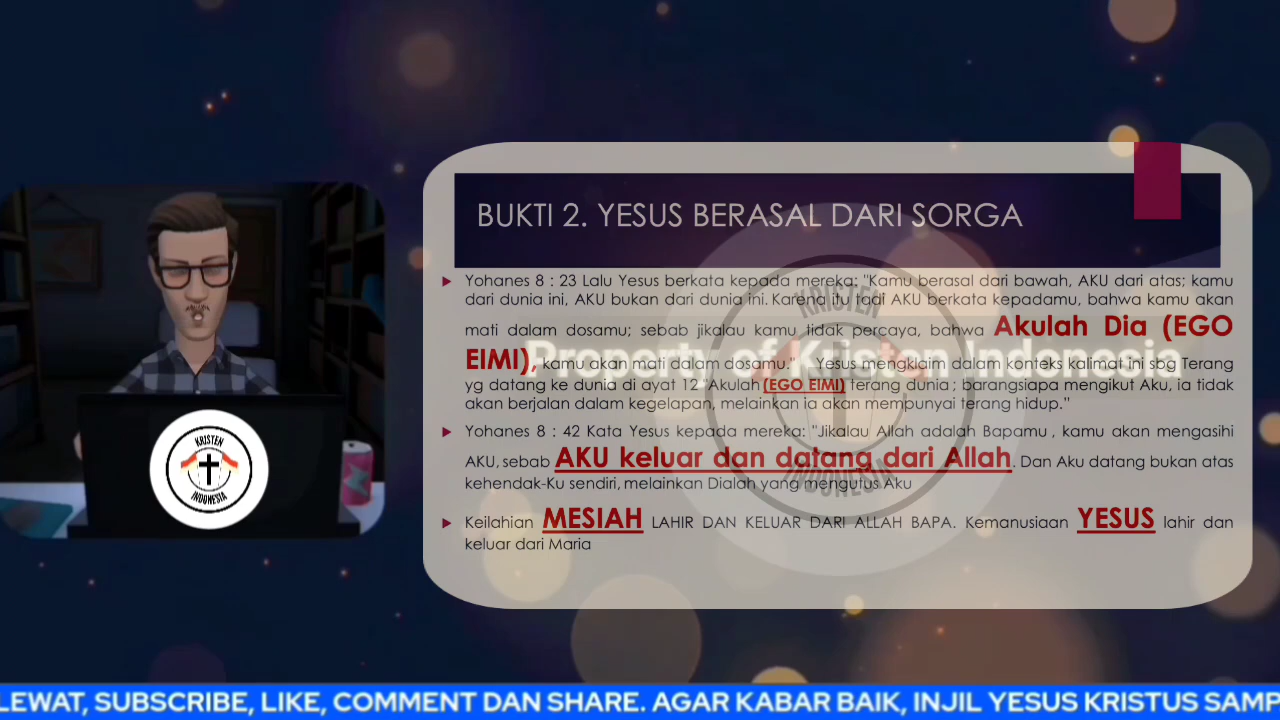 BUKTI 2. YESUS BERASAL DARI SORGA
Yohanes 8 : 23 Lalu Yesus berkata kepada mereka: "Kamu berasal dari bawah, AKU dari atas; kamu
dari dunia ini, AKU bukan dari dunia ini. Karena itu tadi AKU berkata kepadamu, bahwa kamu akan
mati dalam dosamu; sebab jikalau kamu tidak percaya, bahwa Akulah Dia (EGO
EIMI), kamu akan mati dalam dosamu." Yesus mengklaim dalam konteks kalimat ini sbg Terang
yg datang ke dunia di ayat 12 "Akulah (EGO EIMI) terang dunia ; barangsiapa mengikut Aku, ia tidak
akan berjalan dalam kegelapan, melainkan ia akan mempunyai terang hidup."
Yohanes 8 : 42 Kata Yesus kepada mereka: "Jikalau Allah adalah Bapamu , kamu akan mengasihi
AKU, sebab AKU keluar dan datang dari Allah. Dan Aku datang bukan atas
kehendak-Ku sendiri, melainkan Dialah yang mengutus Aku
Keilahian MESIAH LAHIR DAN KELUAR DARI ALLAH BAPA. Kemanusiaan YESUS lahir dan
keluar dari Maria
KRISTEN
Property of Kristen Indonesia
INDONESIA
KRISTEN
INDONESIA
LEWAT, SUBSCRIBE, LIKE, COMMENT DAN SHARE. AGAR KABAR BAIK, INJIL YESUS KRISTUS SAMP